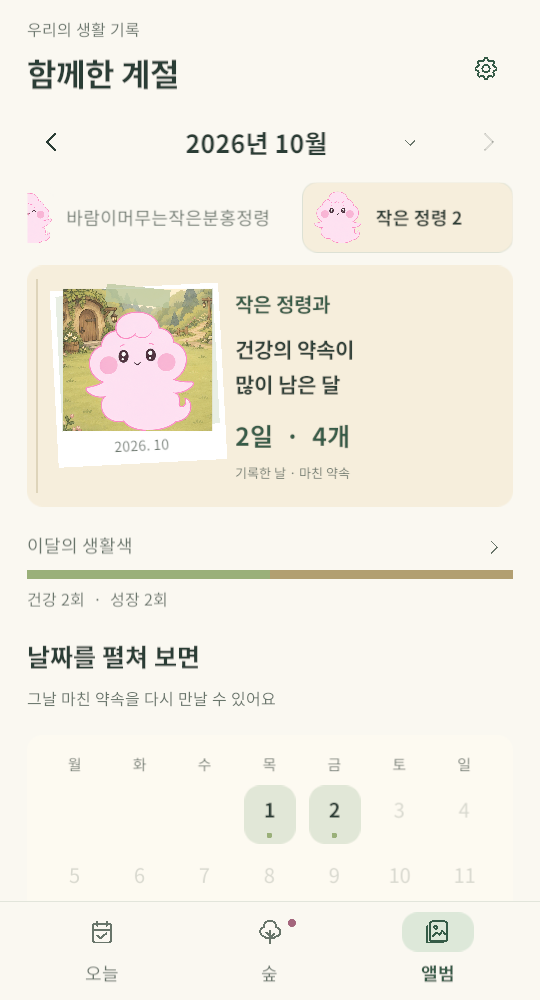 우리의 생활 기록
함께한 계절
2026년 10월
바람이머무는작은분홍정령
작은 정령 2
작은 정령과
건강의 약속이
많이 남은 달
2일 · 4개
기록한 날 · 마친 약속
2026. 10
이달의 생활색
건강 2회 · 성장 2회
날짜를 펼쳐 보면
그날 마친 약속을 다시 만날 수 있어요
월 화 수 목 금 토 일
1 2 3 4
5 6 7 8 9 10 11
오늘 숲 앨범